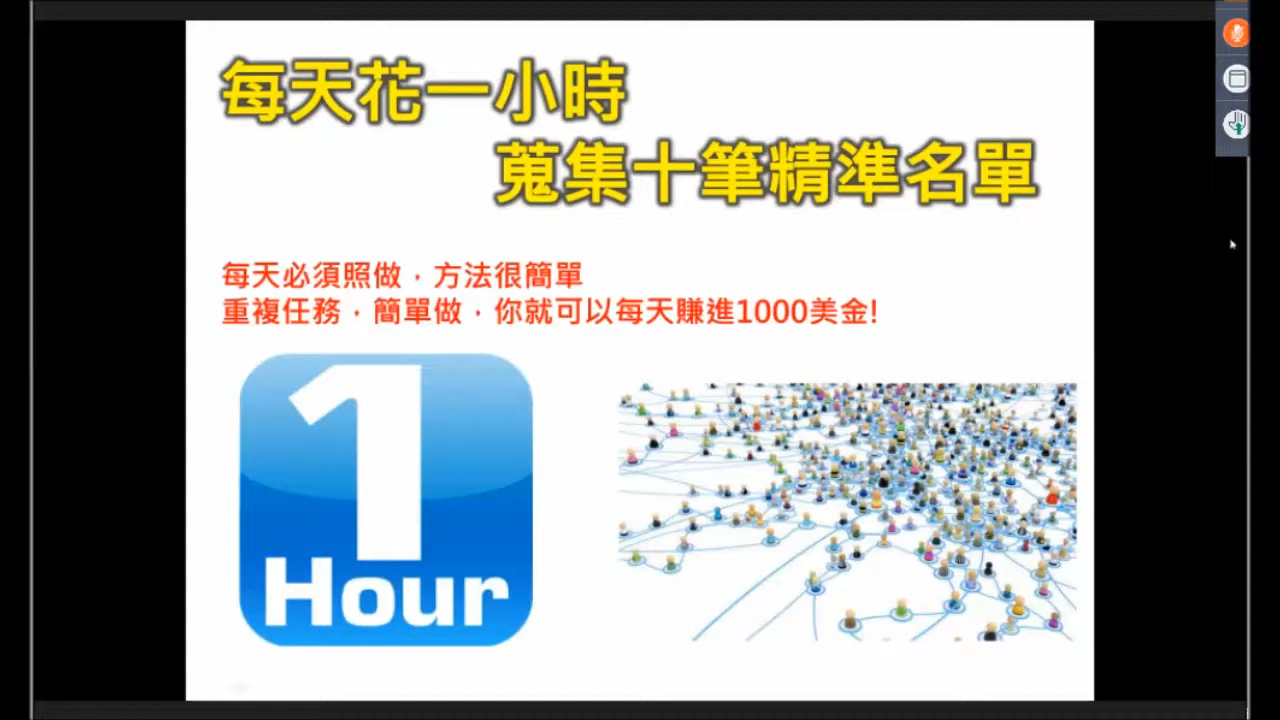 每天花一小時
蒐集十筆精準名單
每天必須照做，方法很簡單
重複任務，簡單做，你就可以每天賺進1000美金!
1
Hour